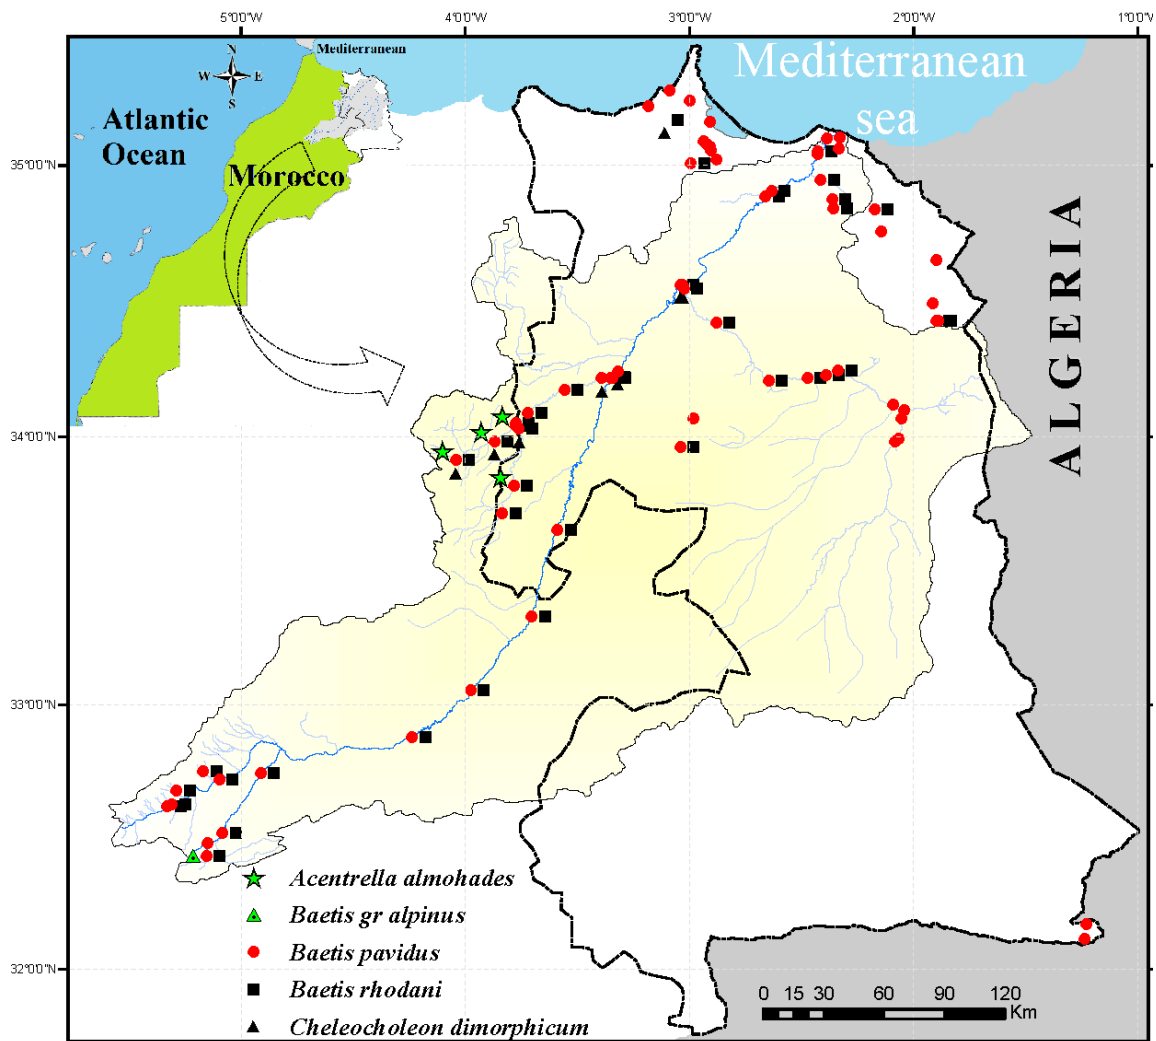 5°0'0"W 4°0'0"W 3°0'0"W 2°0'0"W 1°0'0"W
N
W E
S
Mediterranean
Mediterranean
sea
Atlantic
Ocean
Morocco
35°0'0"N
34°0'0"N
33°0'0"N
32°0'0"N
ALGERIA
Acentrella almohades
Baetis gr alpinus
Baetis pavidus
Baetis rhodani
Cheleocholeon dimorphicum
0 15 30 60 90 120
Km